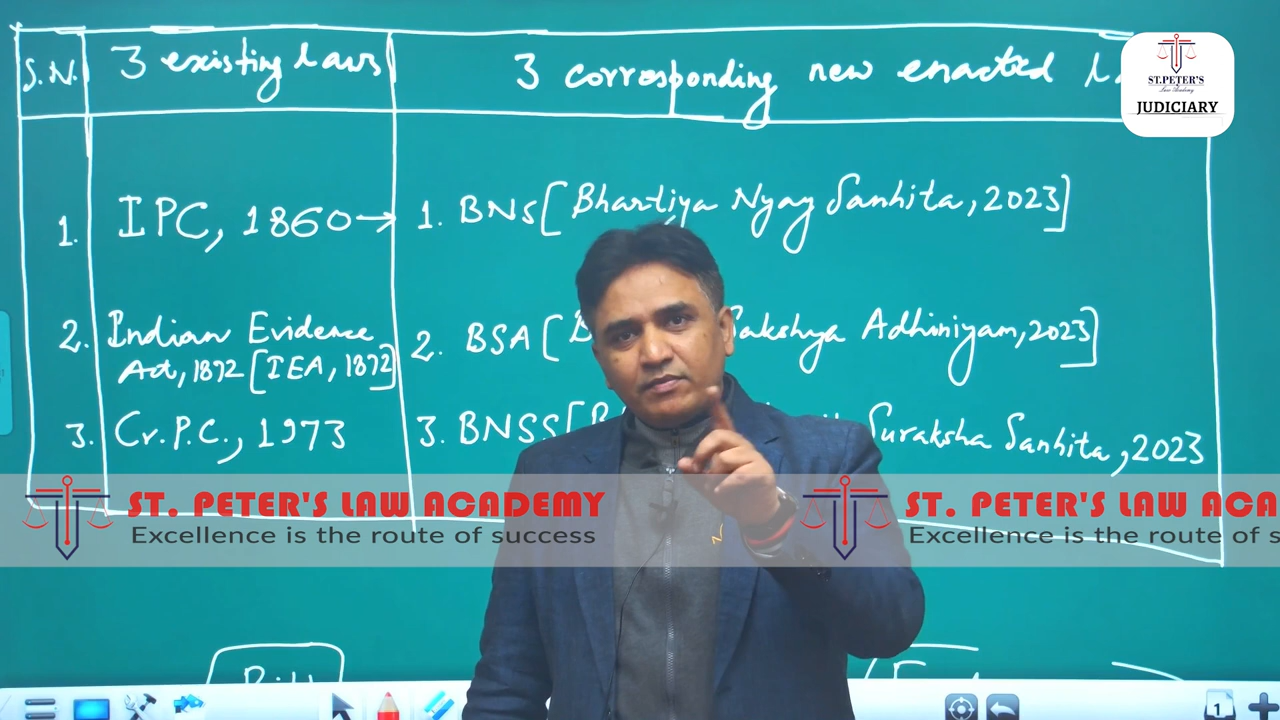 S.N. 3 existing laws 3 corresponding new enacted
ST.PETER'S
Law Academy
JUDICIARY
1. IPC, 1860→ 1. BNS [Bhartiya Nyay Sanhita, 2023]
2. Indian Evidence Act, 1872 [IEA, 1872] 2. BSA [ Sakshya Adhiniyam, 2023]
3. Cr.P.C., 1973 3. BNSS[ Suraksha Sanhita, 2023
ST. PETER'S LAW ACADEMY
Excellence is the route of success
ST. PETER'S LAW ACA
Excellence is the route of s
1